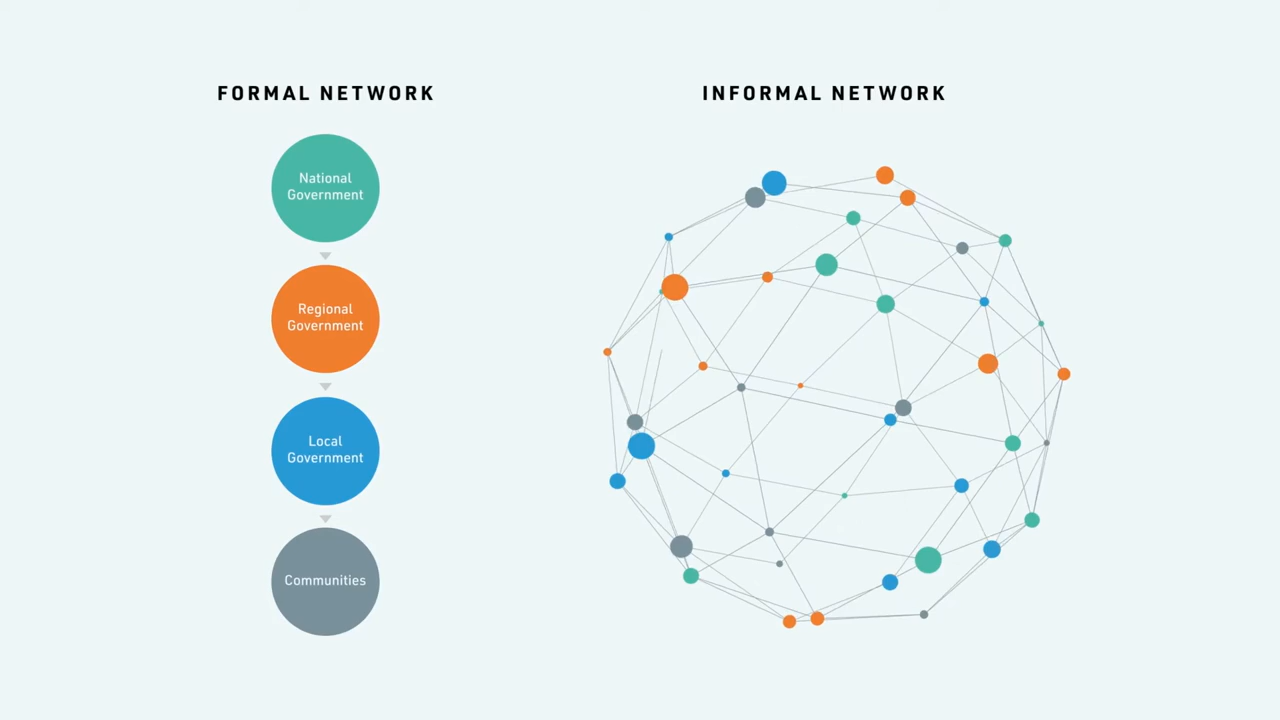 FORMAL NETWORK
National
Government
Regional
Government
Local
Government
Communities
INFORMAL NETWORK